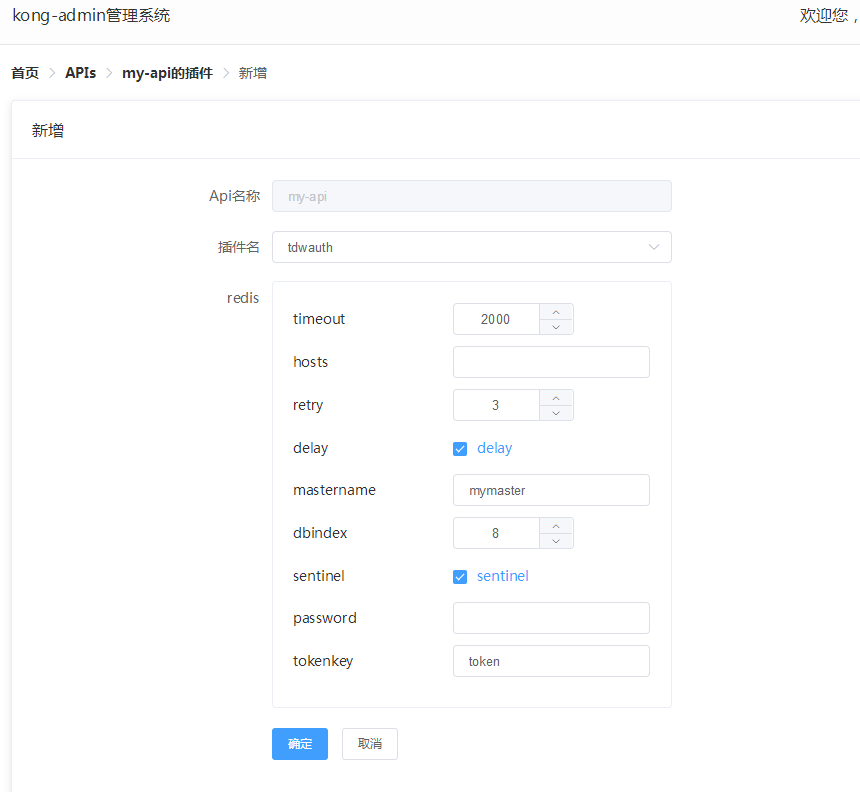 kong-admin管理系统
欢迎您，
首页 > APIs > my-api的插件 > 新增
新增
Api名称 my-api
插件名 tdwauth
redis
timeout 2000
hosts
retry 3
delay delay
mastername mymaster
dbindex 8
sentinel sentinel
password
tokenkey token
确定 取消